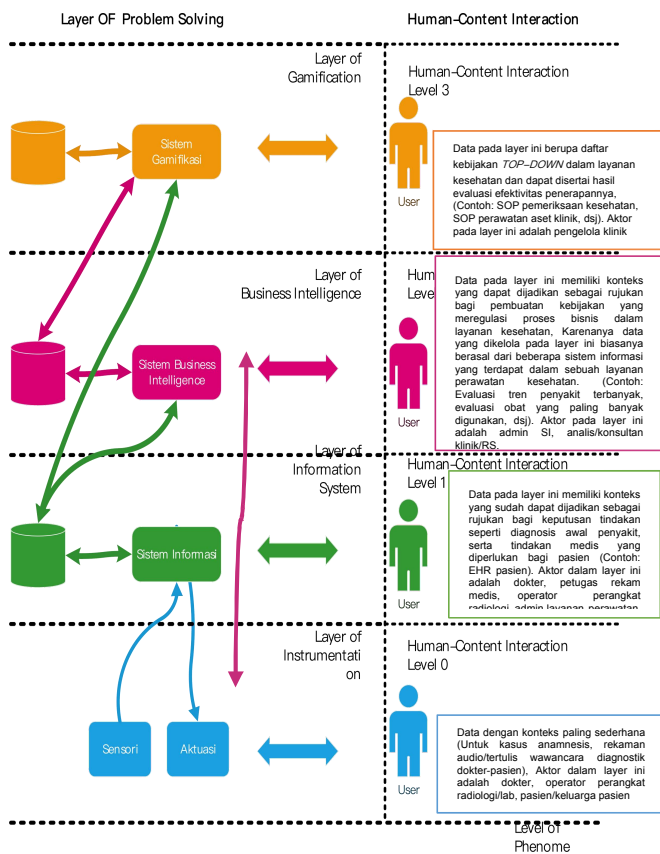 Layer OF Problem Solving
Human-Content Interaction
Layer of
Gamification
Human-Content Interaction
Level 3
Sistem
Gamifikasi
User
Data pada layer ini berupa daftar
kebijakan TOP-DOWN dalam layanan
kesehatan dan dapat disertai hasil
evaluasi efektivitas penerapannya,
(Contoh: SOP pemeriksaan kesehatan,
SOP perawatan aset klinik, dsj). Aktor
pada layer ini adalah pengelola klinik
Layer of
Business Intelligence
Hum
Leve
Sistem Business
Intelligence
User
Data pada layer ini memiliki konteks
yang dapat dijadikan sebagai rujukan
bagi pembuatan kebijakan yang
meregulasi proses bisnis dalam
layanan kesehatan, Karenanya data
yang dikelola pada layer ini biasanya
berasal dari beberapa sistem informasi
yang terdapat dalam sebuah layanan
perawatan kesehatan. (Contoh:
Evaluasi tren penyakit terbanyak,
evaluasi obat yang paling banyak
digunakan, dsj). Aktor pada layer ini
adalah admin SI, analis/konsultan
klinik/RS.
Layer of
Information
System
Human-Content Interaction
Level 1
Sistem Informasi
User
Data pada layer ini memiliki konteks
yang sudah dapat dijadikan sebagai
rujukan bagi keputusan tindakan
seperti diagnosis awal penyakit,
serta tindakan medis yang
diperlukan bagi pasien (Contoh:
EHR pasien). Aktor dalam layer ini
adalah dokter, petugas rekam
medis, operator perangkat
radiologi, admin layanan perawatan
Layer of
Instrumentati
on
Human-Content Interaction
Level 0
Sensori
Aktuasi
User
Data dengan konteks paling sederhana
(Untuk kasus anamnesis, rekaman
audio/tertulis wawancara diagnostik
dokter-pasien), Aktor dalam layer ini
adalah dokter, operator perangkat
radiologi/lab, pasien/keluarga pasien
Level of
Phenome